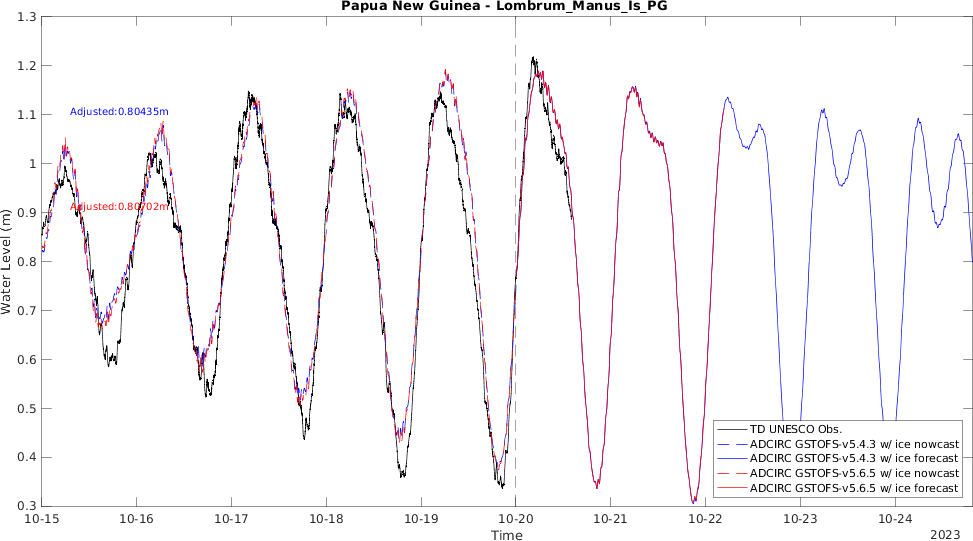 Papua New Guinea - Lombrum_Manus_Is_PG
1.3
1.2
1.1
1
0.9
0.8
0.7
0.6
0.5
0.4
0.3
Water Level (m)
Adjusted:0.80435m
Adjusted:0.80702m
TD UNESCO Obs.
ADCIRC GSTOFS-v5.4.3 w/ ice nowcast
ADCIRC GSTOFS-v5.4.3 w/ ice forecast
ADCIRC GSTOFS-v5.6.5 w/ ice nowcast
ADCIRC GSTOFS-v5.6.5 w/ ice forecast
10-15 10-16 10-17 10-18 10-19 10-20 10-21 10-22 10-23 10-24
Time
2023